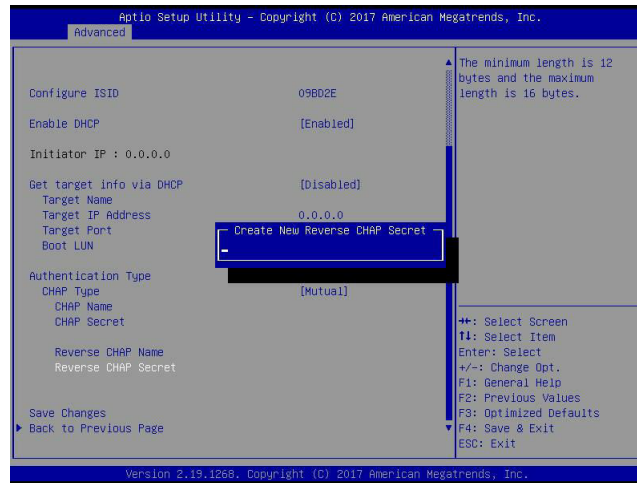 Aptio Setup Utility – Copyright (C) 2017 American Megatrends, Inc.
Advanced
Configure ISID 09BD2E
Enable DHCP [Enabled]
Initiator IP : 0.0.0.0
Get target info via DHCP [Disabled]
Target Name
Target IP Address 0.0.0.0
Target Port
Boot LUN
Create New Reverse CHAP Secret
Authentication Type
CHAP Type [Mutual]
CHAP Name
CHAP Secret
Reverse CHAP Name
Reverse CHAP Secret
Save Changes
Back to Previous Page
The minimum length is 12
bytes and the maximum
length is 16 bytes.
→←: Select Screen
↑↓: Select Item
Enter: Select
+/-: Change Opt.
F1: General Help
F2: Previous Values
F3: Optimized Defaults
F4: Save & Exit
ESC: Exit
Version 2.19.1268. Copyright (C) 2017 American Megatrends, Inc.